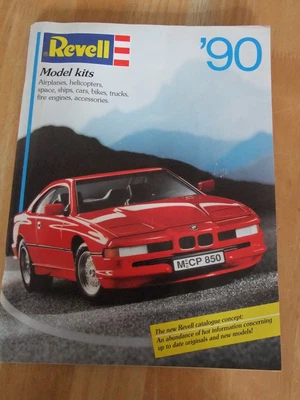 Revell
'90
Model kits
Airplanes, helicopters,
space, ships, cars, bikes, trucks,
fire engines, accessories.
M-CP 850
The new Revell catalogue concept:
An abundance of hot information concerning
up to date originals and new models!